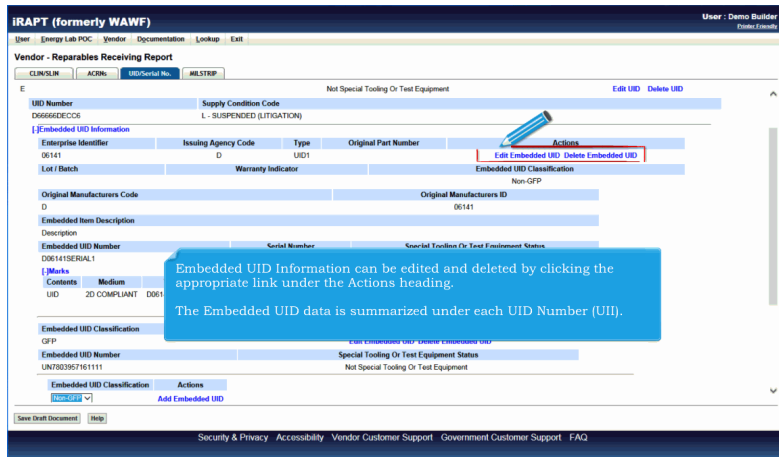 iRAPT (formerly WAWF)
User : Demo Builder
Printer Friendly
User Energy Lab POC Vendor Documentation Lookup Exit
Vendor - Reparables Receiving Report
CLIN/SLIN ACRNs UID/Serial No. MILSTRIP
E Not Special Tooling Or Test Equipment Edit UID Delete UID
UID Number Supply Condition Code
D66666DECC6 L - SUSPENDED (LITIGATION)
[-]Embedded UID Information
Enterprise Identifier Issuing Agency Code Type Original Part Number Actions
06141 D UID1 Edit Embedded UID Delete Embedded UID
Lot / Batch Warranty Indicator Embedded UID Classification
Non-GFP
Original Manufacturers Code Original Manufacturers ID
D 06141
Embedded Item Description
Description
Embedded UID Number Serial Number Special Tooling Or Test Equipment Status
D06141SERIAL1
[-]Marks
Contents Medium
UID 2D COMPLIANT D061
Embedded UID Information can be edited and deleted by clicking the
appropriate link under the Actions heading.
The Embedded UID data is summarized under each UID Number (UII).
Embedded UID Classification
GFP Edit Embedded UID Delete Embedded UID
Embedded UID Number Special Tooling Or Test Equipment Status
UN7803957161111 Not Special Tooling Or Test Equipment
Embedded UID Classification Actions
Non-GFP Add Embedded UID
Save Draft Document Help
Security & Privacy Accessibility Vendor Customer Support Government Customer Support FAQ